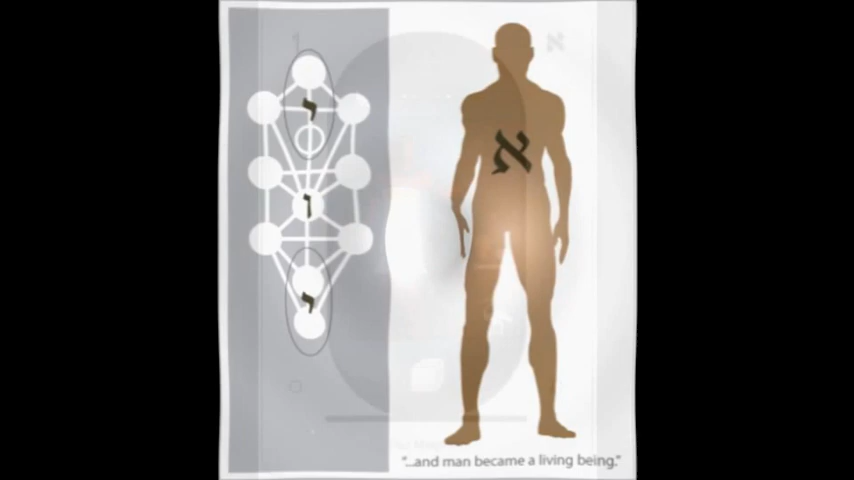 י
א
ו
י
"...and man became a living being."